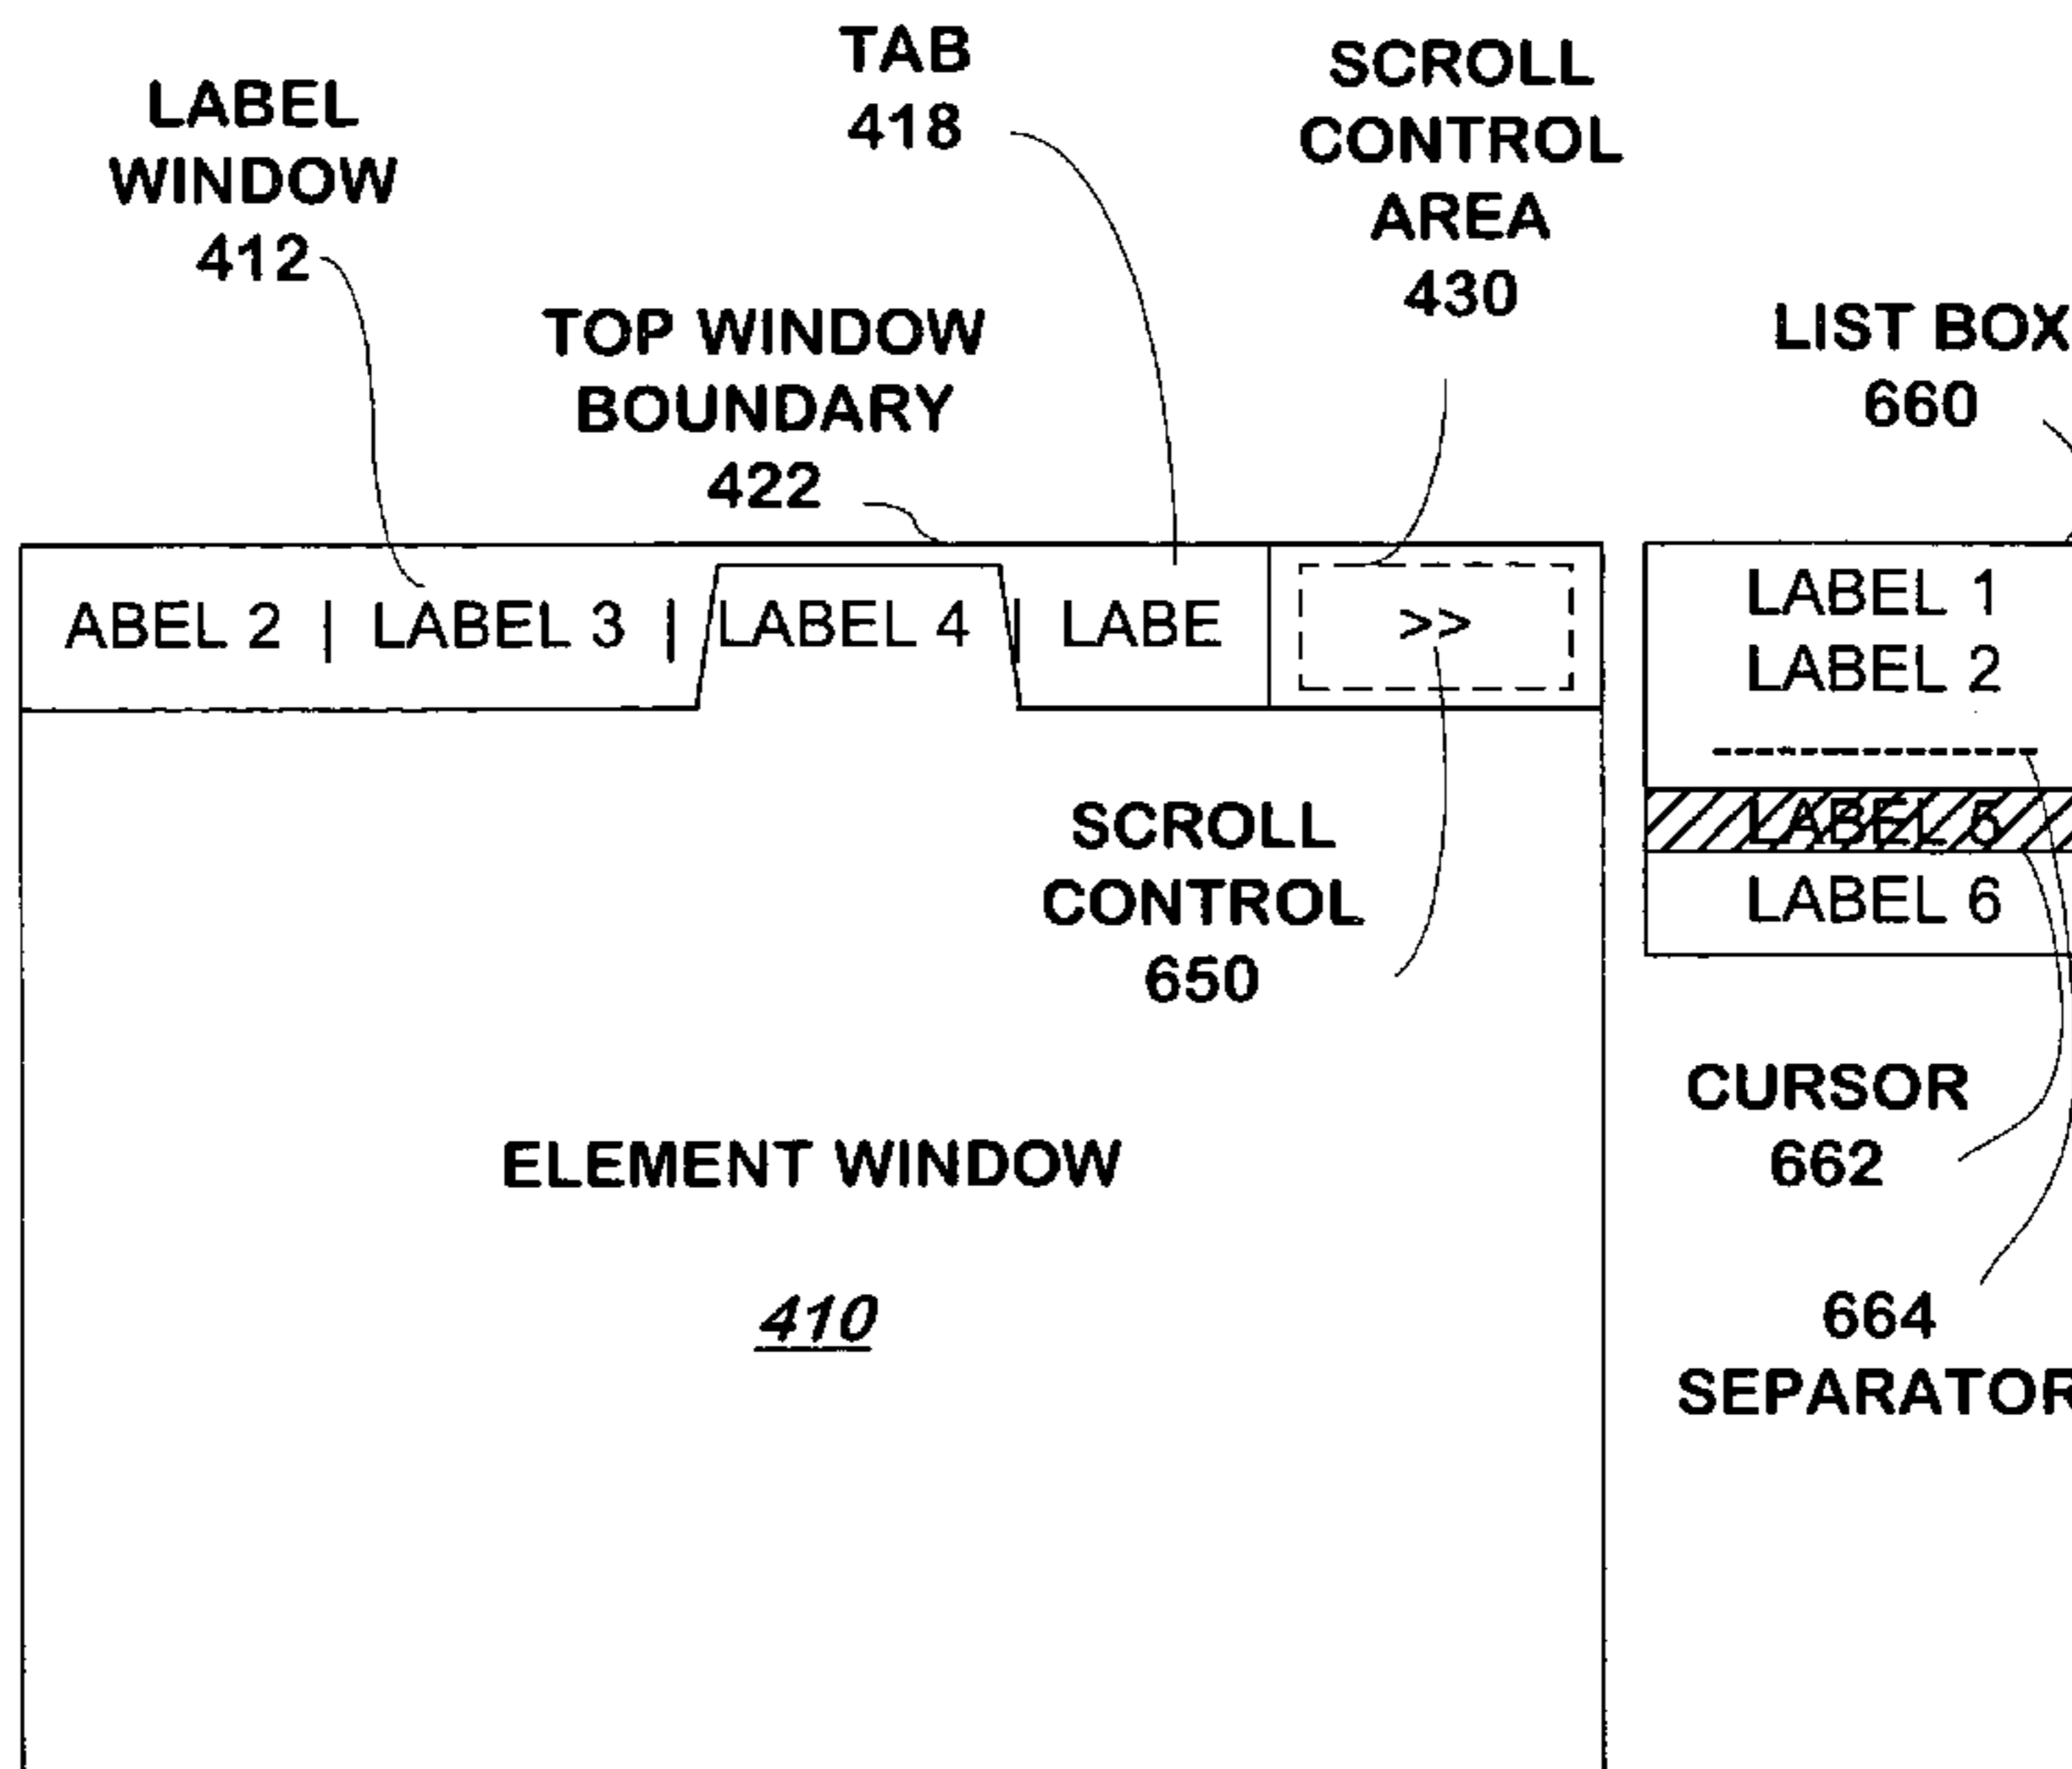 TAB
418
SCROLL
CONTROL
AREA
430
LABEL
WINDOW
412
TOP WINDOW
BOUNDARY
422
LIST BOX
660
ABEL 2 | LABEL 3 | LABEL 4 | LABE
>>
LABEL 1
LABEL 2
LABEL 5
LABEL 6
SCROLL
CONTROL
650
CURSOR
662
664
SEPARATOR
ELEMENT WINDOW
410